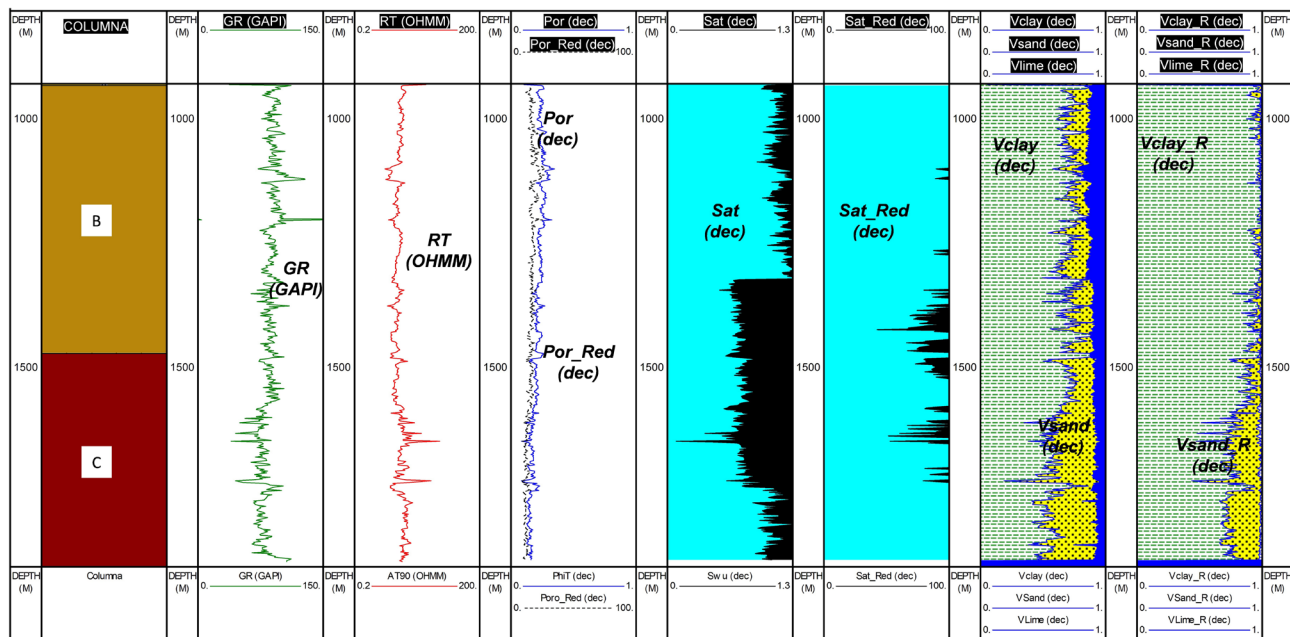 DEPTH (M) COLUMNA DEPTH (M) GR (GAPI) DEPTH (M) RT (OHMM) DEPTH (M) Por (dec) DEPTH (M) Sat (dec) DEPTH (M) Sat_Red (dec) DEPTH (M) Vclay (dec) DEPTH (M) Vclay_R (dec) DEPTH (M)
0. 150. 0.2 200. 0. 1. 0. 1.3 0. 100. 0. 1. 0. 1.
Por_Red (dec) Vsand (dec) Vsand_R (dec)
0. 100. 0. 1. 0. 1.
Vlime (dec) Vlime_R (dec)
0. 1. 0. 1.
1000 1000 1000 1000 1000 1000 1000 1000 1000
Por
(dec)
Vclay
(dec)
Vclay_R
(dec)
B
Sat
(dec)
Sat_Red
(dec)
RT
(OHMM)
GR
(GAPI)
Por_Red
(dec)
1500 1500 1500 1500 1500 1500 1500 1500 1500
Vsand
(dec)
Vsand_R
(dec)
C
DEPTH (M) Columna DEPTH (M) GR (GAPI) DEPTH (M) AT90 (OHMM) DEPTH (M) PhiT (dec) DEPTH (M) Swu (dec) DEPTH (M) Sat_Red (dec) DEPTH (M) Vclay (dec) DEPTH (M) Vclay_R (dec) DEPTH (M)
0. 150. 0.2 200. 0. 1. 0. 1.3 0. 100. 0. 1. 0. 1.
Poro_Red (dec) VSand (dec) VSand_R (dec)
0. 100. 0. 1. 0. 1.
VLime (dec) VLime_R (dec)
0. 1. 0. 1.